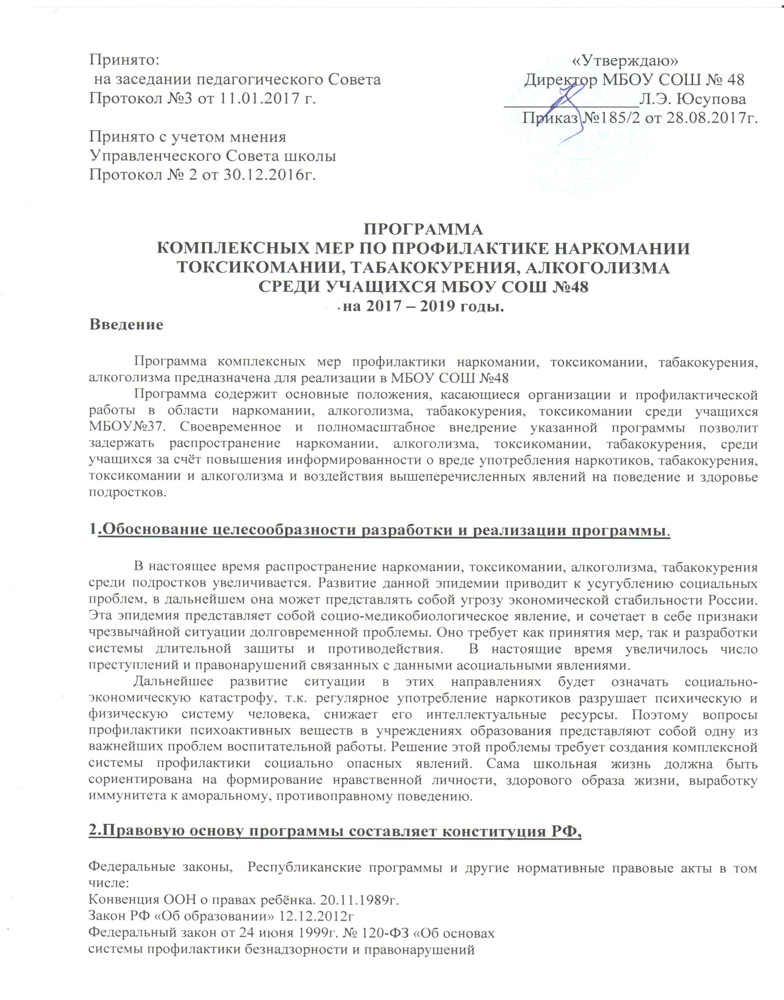 Принято:
на заседании педагогического Совета
Протокол №3 от 11.01.2017 г.
Принято с учетом мнения
Управленческого Совета школы
Протокол № 2 от 30.12.2016г.
«Утверждаю»
Директор МБОУ СОШ № 48
________________Л.Э. Юсупова
Приказ №185/2 от 28.08.2017г.
ПРОГРАММА
КОМПЛЕКСНЫХ МЕР ПО ПРОФИЛАКТИКЕ НАРКОМАНИИ
ТОКСИКОМАНИИ, ТАБАКОКУРЕНИЯ, АЛКОГОЛИЗМА
СРЕДИ УЧАЩИХСЯ МБОУ СОШ №48
на 2017 – 2019 годы.
Введение
Программа комплексных мер профилактики наркомании, токсикомании, табакокурения,
алкоголизма предназначена для реализации в МБОУ СОШ №48
Программа содержит основные положения, касающиеся организации и профилактической
работы в области наркомании, алкоголизма, табакокурения, токсикомании среди учащихся
МБОУ№37. Своевременное и полномасштабное внедрение указанной программы позволит
задержать распространение наркомании, алкоголизма, токсикомании, табакокурения, среди
учащихся за счёт повышения информированности о вреде употребления наркотиков, табакокурения,
токсикомании и алкоголизма и воздействия вышеперечисленных явлений на поведение и здоровье
подростков.
1.Обоснование целесообразности разработки и реализации программы.
В настоящее время распространение наркомании, токсикомании, алкоголизма, табакокурения
среди подростков увеличивается. Развитие данной эпидемии приводит к усугублению социальных
проблем, в дальнейшем она может представлять собой угрозу экономической стабильности России.
Эта эпидемия представляет собой социо-медикобиологическое явление, и сочетает в себе признаки
чрезвычайной ситуации долговременной проблемы. Оно требует как принятия мер, так и разработки
системы длительной защиты и противодействия. В настоящие время увеличилось число
преступлений и правонарушений связанных с данными асоциальными явлениями.
Дальнейшее развитие ситуации в этих направлениях будет означать социально-
экономическую катастрофу, т.к. регулярное употребление наркотиков разрушает психическую и
физическую систему человека, снижает его интеллектуальные ресурсы. Поэтому вопросы
профилактики психоактивных веществ в учреждениях образования представляют собой одну из
важнейших проблем воспитательной работы. Решение этой проблемы требует создания комплексной
системы профилактики социально опасных явлений. Сама школьная жизнь должна быть
сориентирована на формирование нравственной личности, здорового образа жизни, выработку
иммунитета к аморальному, противоправному поведению.
2.Правовую основу программы составляет конституция РФ,
Федеральные законы, Республиканские программы и другие нормативные правовые акты в том
числе:
Конвенция ООН о правах ребёнка. 20.11.1989г.
Закон РФ «Об образовании» 12.12.2012г
Федеральный закон от 24 июня 1999г. № 120-ФЗ «Об основах
системы профилактики безнадзорности и правонарушений